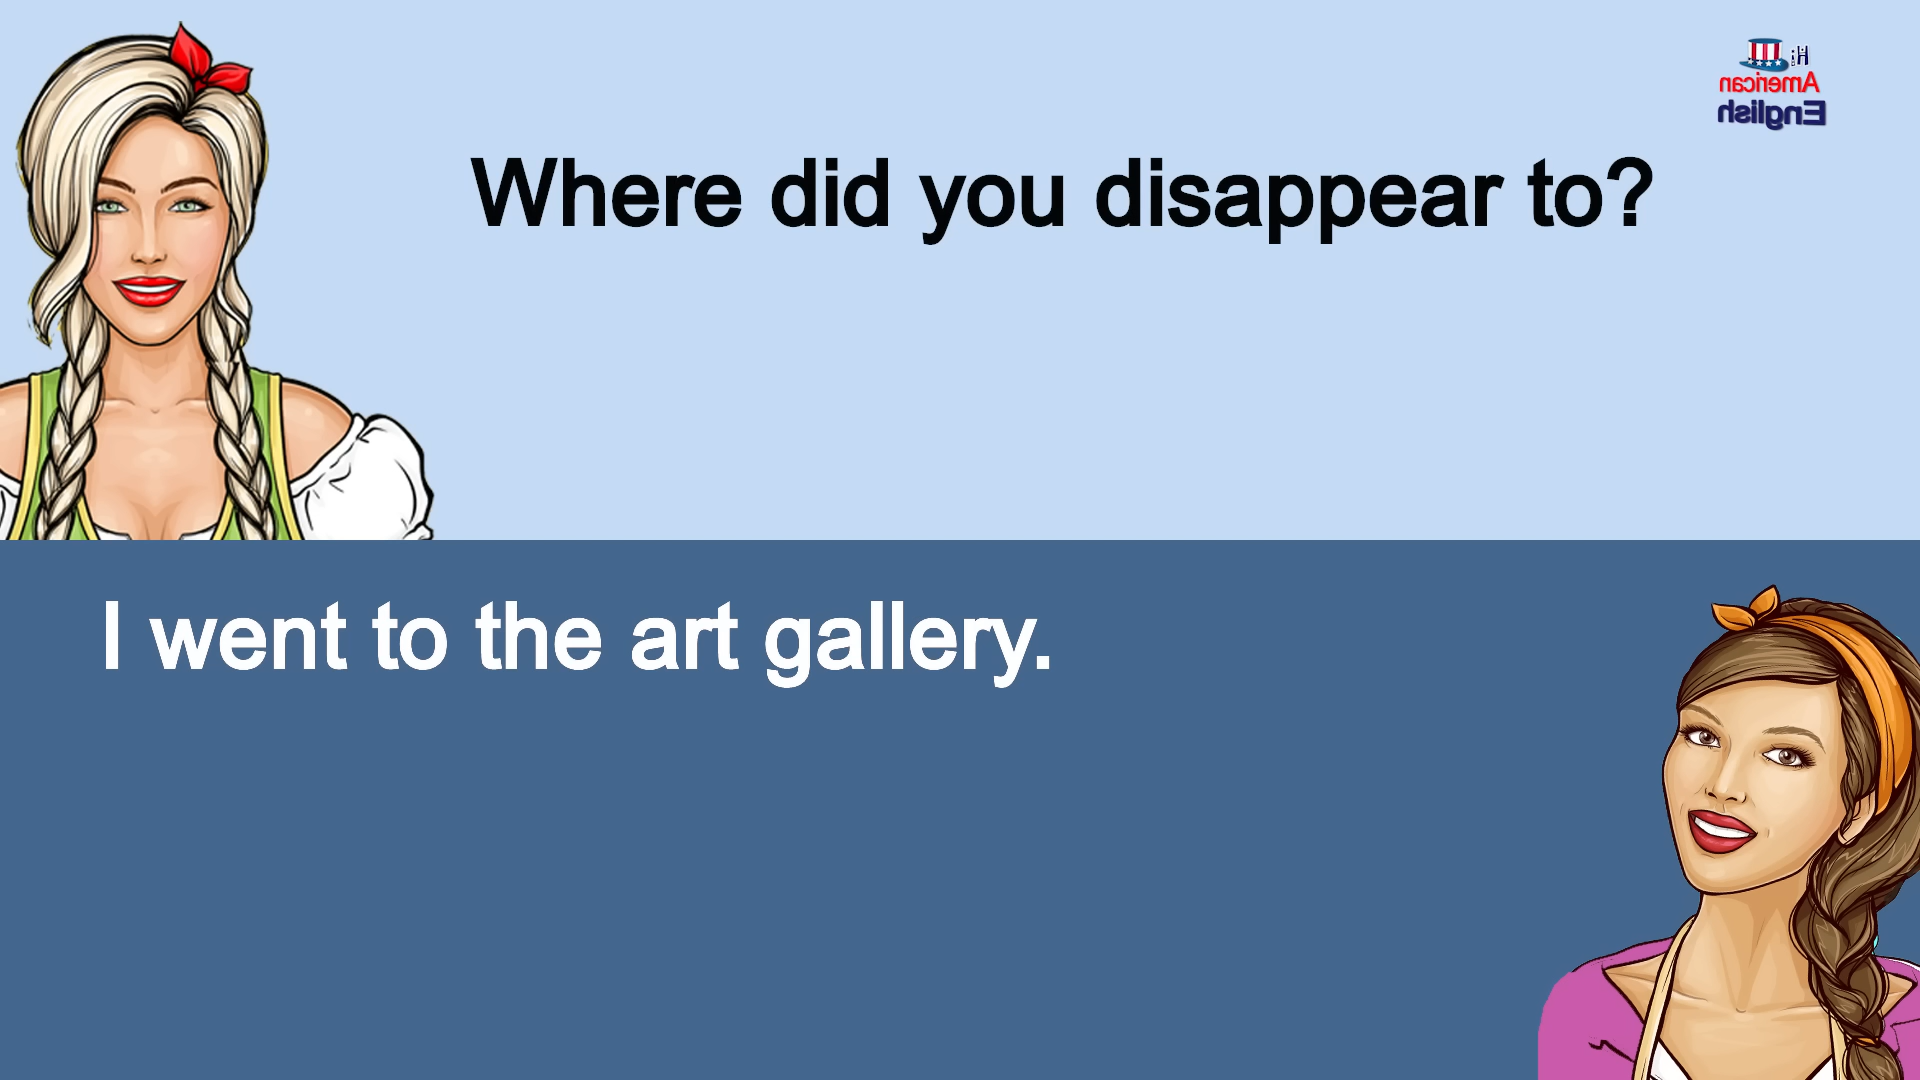 Hi
American
English
Where did you disappear to?
I went to the art gallery.